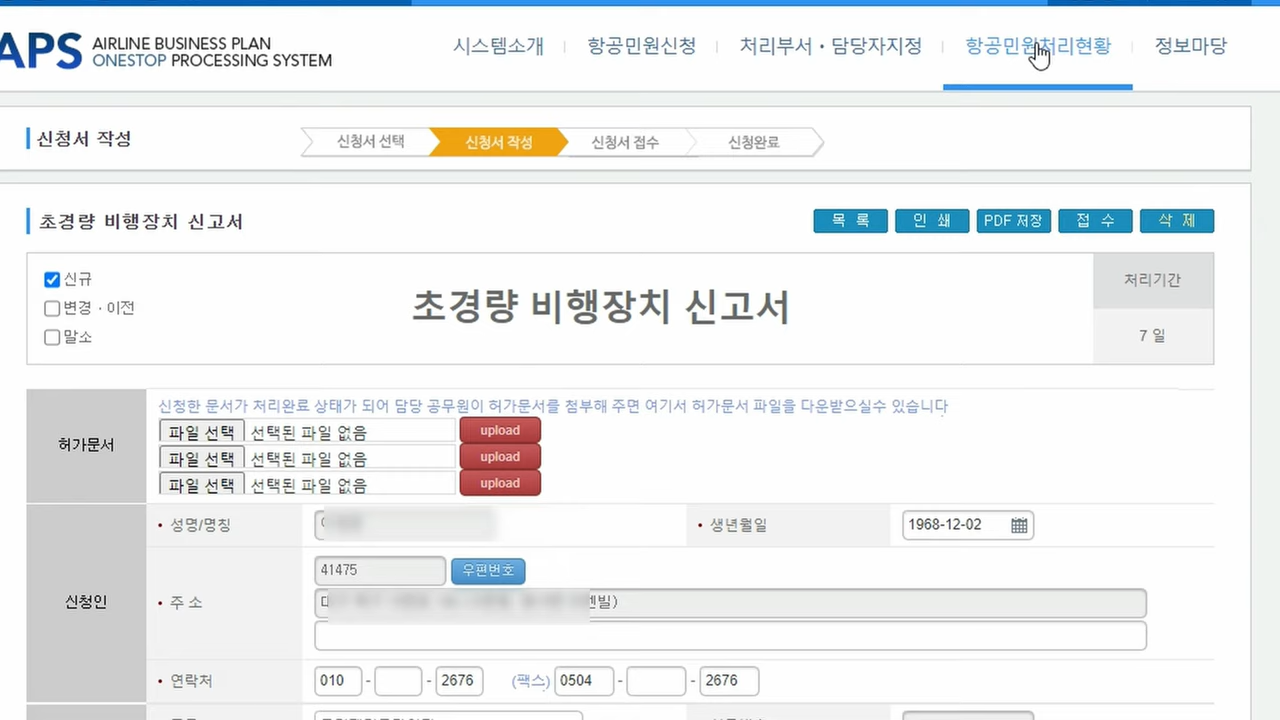 APS AIRLINE BUSINESS PLAN
ONESTOP PROCESSING SYSTEM
시스템소개 항공민원신청 처리부서・담당자지정 항공민원처리현황 정보마당
신청서 작성
신청서 선택 신청서 작성 신청서 접수 신청완료
초경량 비행장치 신고서
목 록 인 쇄 PDF 저장 접 수 삭 제
신규
변경・이전
말소
초경량 비행장치 신고서
처리기간
7 일
허가문서
신청한 문서가 처리완료 상태가 되어 담당 공무원이 허가문서를 첨부해 주면 여기서 허가문서 파일을 다운받으실수 있습니다
파일 선택 선택된 파일 없음 upload
파일 선택 선택된 파일 없음 upload
파일 선택 선택된 파일 없음 upload
신청인
성명/명칭
생년월일 1968-12-02
주 소
41475 우편번호
빌)
연락처 010 - - 2676 (팩스) 0504 - - 2676